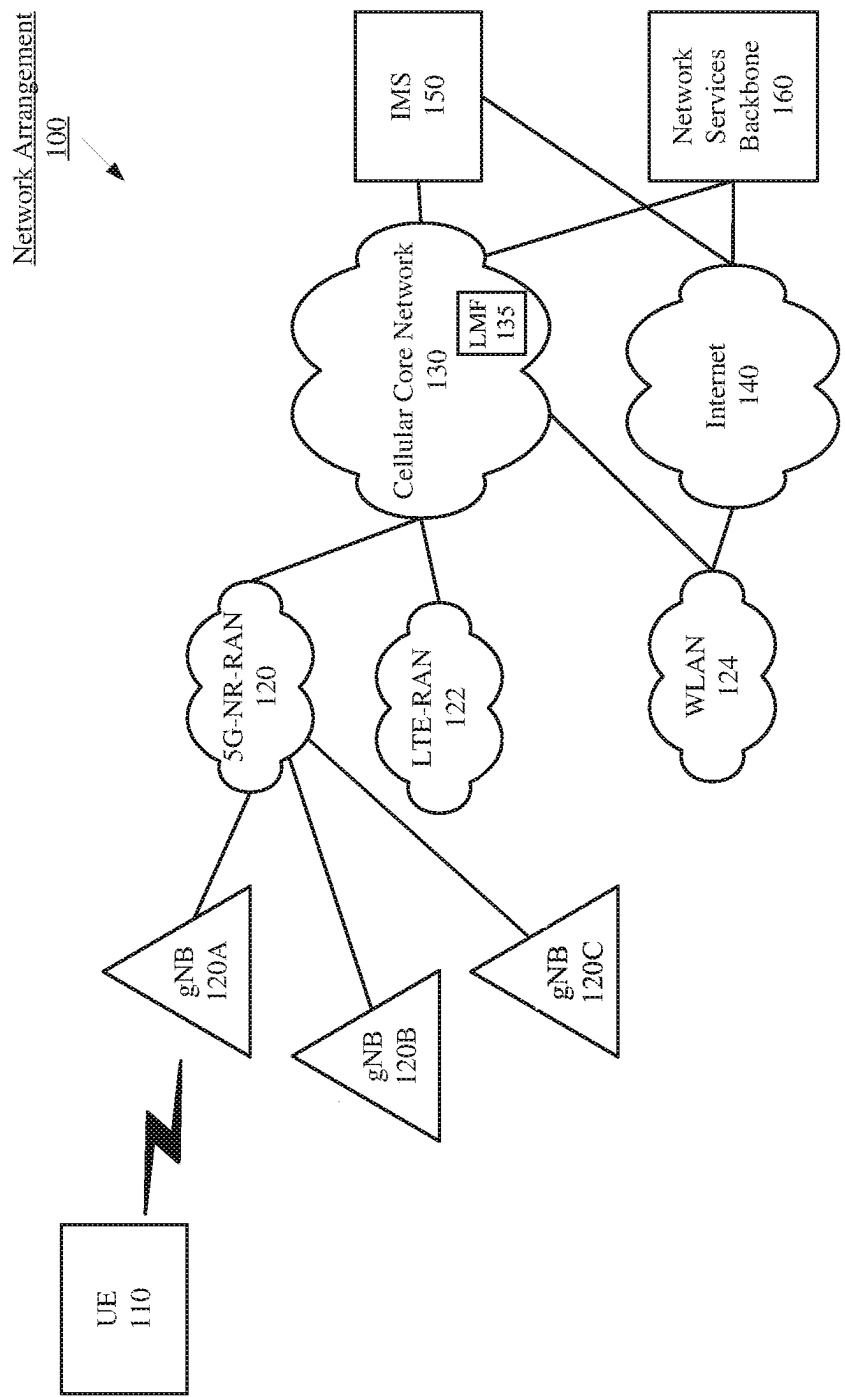 Network Arrangement
100
UE
110
gNB
120A
gNB
120B
gNB
120C
5G-NR-RAN
120
LTE-RAN
122
WLAN
124
Cellular Core Network
130
LMF
135
Internet
140
IMS
150
Network
Services
Backbone
160